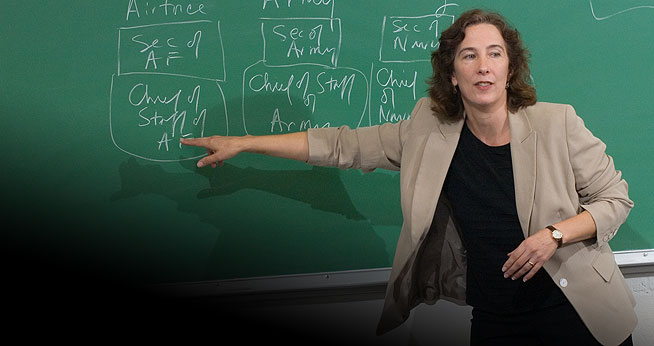 Airforce
Sec of
AF
Chief of
Staff of
AF
Army
Sec of
Army
Chief of Staff
of
Army
Sec of
Navy
Chief
of